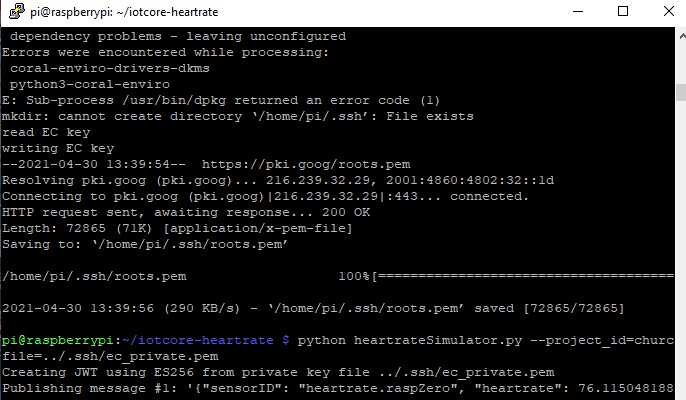 pi@raspberrypi: ~/iotcore-heartrate
dependency problems - leaving unconfigured
Errors were encountered while processing:
coral-enviro-drivers-dkms
python3-coral-enviro
E: Sub-process /usr/bin/dpkg returned an error code (1)
mkdir: cannot create directory ‘/home/pi/.ssh’: File exists
read EC key
writing EC key
--2021-04-30 13:39:54--  https://pki.goog/roots.pem
Resolving pki.goog (pki.goog)... 216.239.32.29, 2001:4860:4802:32::1d
Connecting to pki.goog (pki.goog)|216.239.32.29|:443... connected.
HTTP request sent, awaiting response... 200 OK
Length: 72865 (71K) [application/x-pem-file]
Saving to: ‘/home/pi/.ssh/roots.pem’
/home/pi/.ssh/roots.pem 100%[=====================================
2021-04-30 13:39:56 (290 KB/s) - ‘/home/pi/.ssh/roots.pem’ saved [72865/72865]
pi@raspberrypi:~/iotcore-heartrate $ python heartrateSimulator.py --project_id=churc
file=../.ssh/ec_private.pem
Creating JWT using ES256 from private key file ../.ssh/ec_private.pem
Publishing message #1: '{"sensorID": "heartrate.raspZero", "heartrate": 76.115048188